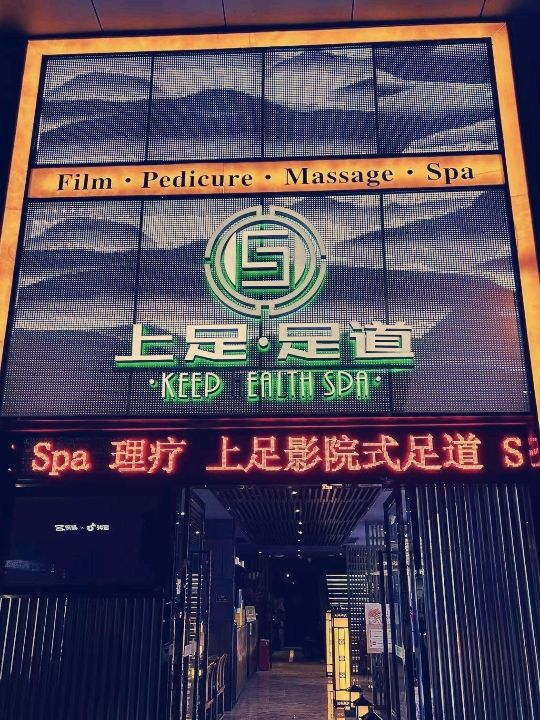 Film · Pedicure · Massage · Spa
上足·足道
·KEEP EALTH SPA·
Spa 理疗 上足影院式足道 S